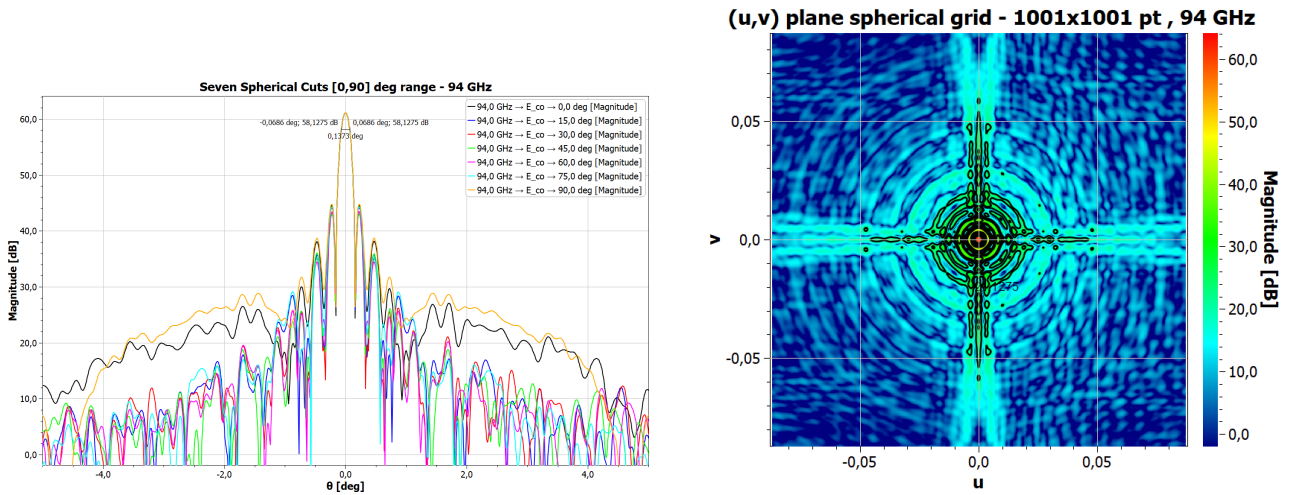 Seven Spherical Cuts [0,90] deg range - 94 GHz
60,0
50,0
40,0
30,0
20,0
10,0
0,0
Magnitude [dB]
-0,0686 deg; 58,1275 dB
0,0686 deg; 58,1275 dB
0,1373 deg
94,0 GHz → E_co → 0,0 deg [Magnitude]
94,0 GHz → E_co → 15,0 deg [Magnitude]
94,0 GHz → E_co → 30,0 deg [Magnitude]
94,0 GHz → E_co → 45,0 deg [Magnitude]
94,0 GHz → E_co → 60,0 deg [Magnitude]
94,0 GHz → E_co → 75,0 deg [Magnitude]
94,0 GHz → E_co → 90,0 deg [Magnitude]
-4,0 -2,0 0,0 2,0 4,0
θ [deg]
(u,v) plane spherical grid - 1001x1001 pt , 94 GHz
0,05
0,0
-0,05
v
-0,05 0,0 0,05
u
60,0
50,0
40,0
30,0
20,0
10,0
0,0
Magnitude [dB]